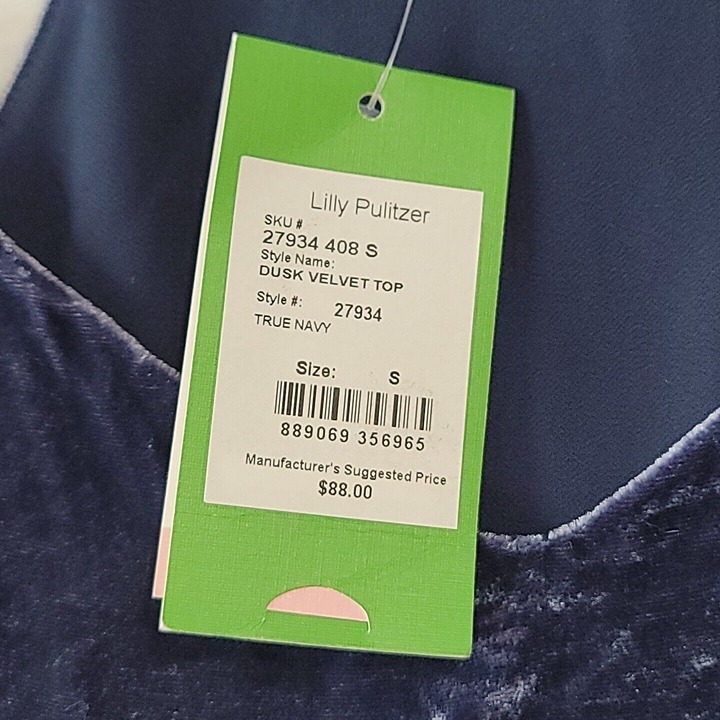 Lilly Pulitzer
SKU #
27934 408 S
Style Name:
DUSK VELVET TOP
Style #: 27934
TRUE NAVY
Size: S
889069 356965
Manufacturer's Suggested Price
$88.00